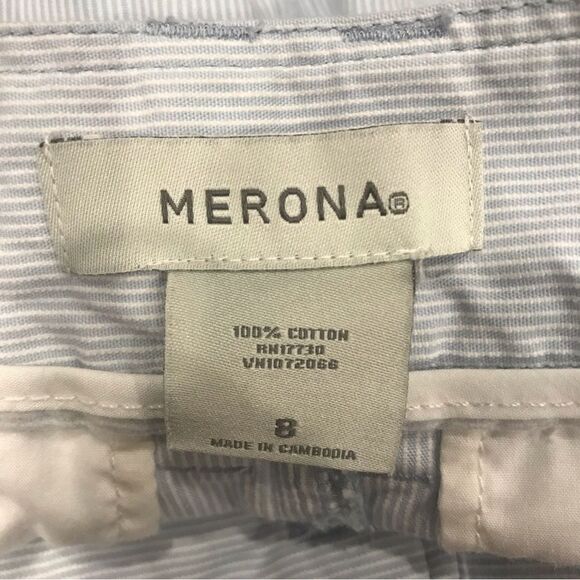 MERONA®
100% COTTON
RN17730
VN1072066
8
MADE IN CAMBODIA